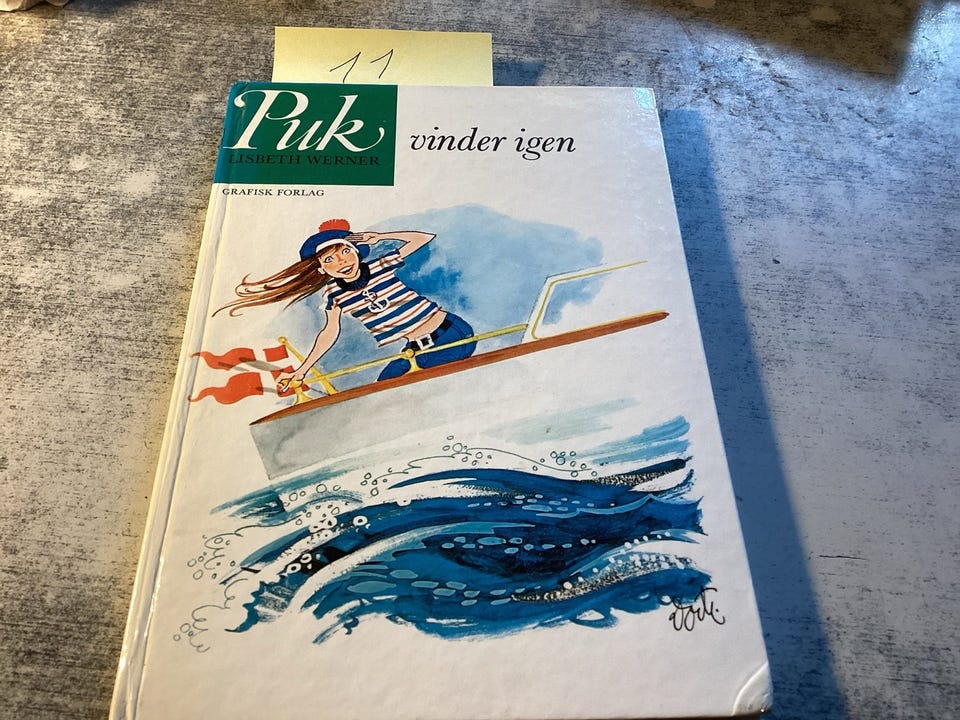 11
Puk
LISBETH WERNER
vinder igen
GRAFISK FORLAG